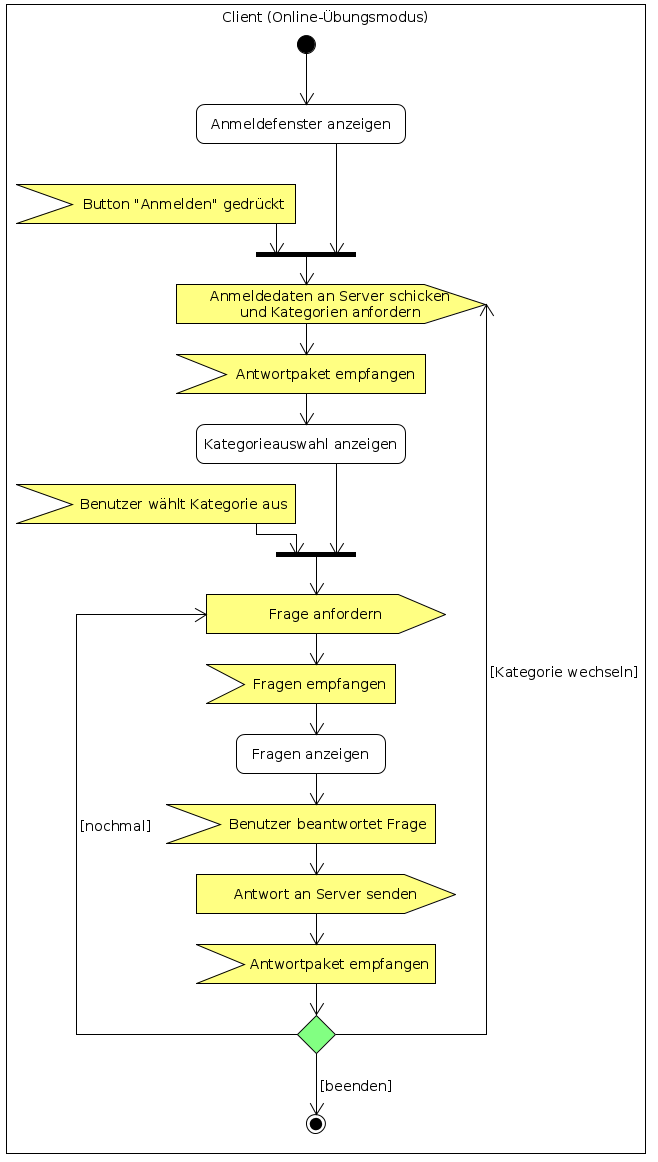 Client (Online-Übungsmodus)
Anmeldefenster anzeigen
Button "Anmelden" gedrückt
Anmeldedaten an Server schicken
und Kategorien anfordern
Antwortpaket empfangen
Kategorieauswahl anzeigen
Benutzer wählt Kategorie aus
Frage anfordern
[Kategorie wechseln]
Fragen empfangen
Fragen anzeigen
[nochmal]
Benutzer beantwortet Frage
Antwort an Server senden
Antwortpaket empfangen
[beenden]